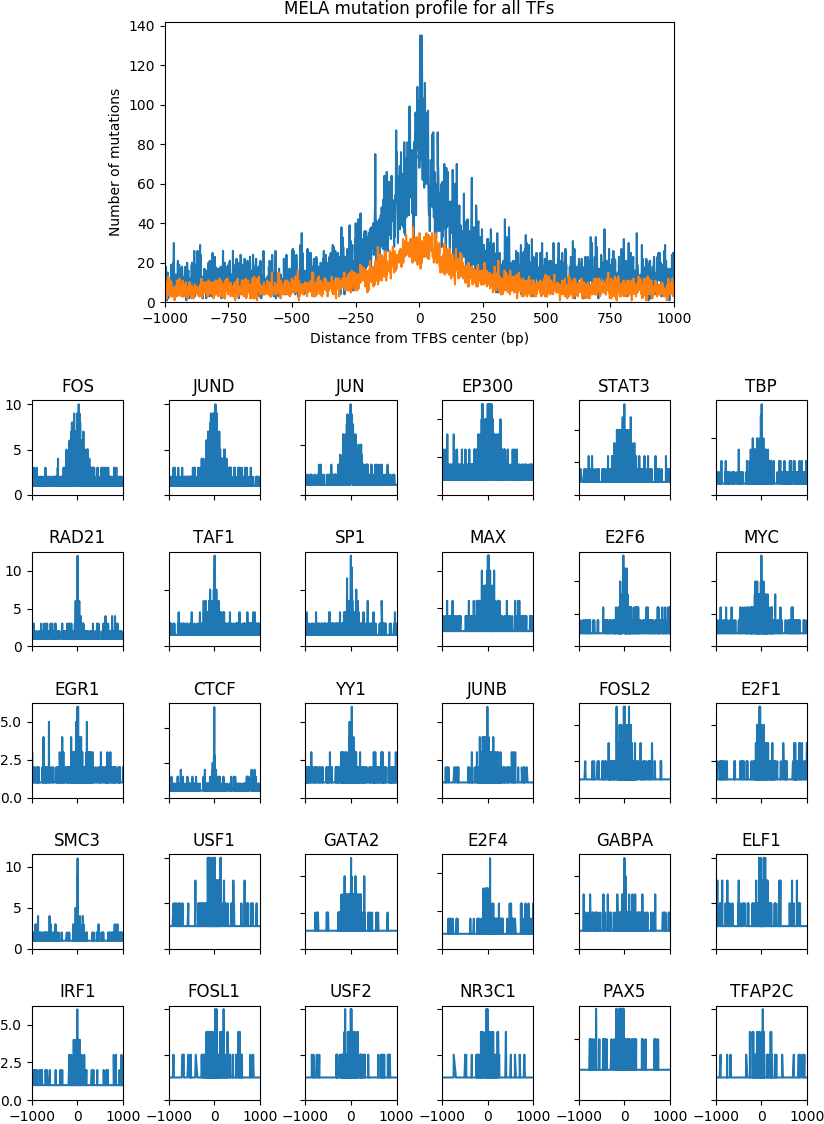 MELA mutation profile for all TFs
140
120
100
80
60
40
20
0
Number of mutations
−1000 −750 −500 −250 0 250 500 750 1000
Distance from TFBS center (bp)
FOS JUND JUN EP300 STAT3 TBP
10
5
0
RAD21 TAF1 SP1 MAX E2F6 MYC
10
5
0
EGR1 CTCF YY1 JUNB FOSL2 E2F1
5.0
2.5
0.0
SMC3 USF1 GATA2 E2F4 GABPA ELF1
10
5
0
IRF1 FOSL1 USF2 NR3C1 PAX5 TFAP2C
5.0
2.5
0.0
−1000 0 1000 −1000 0 1000 −1000 0 1000 −1000 0 1000 −1000 0 1000 −1000 0 1000